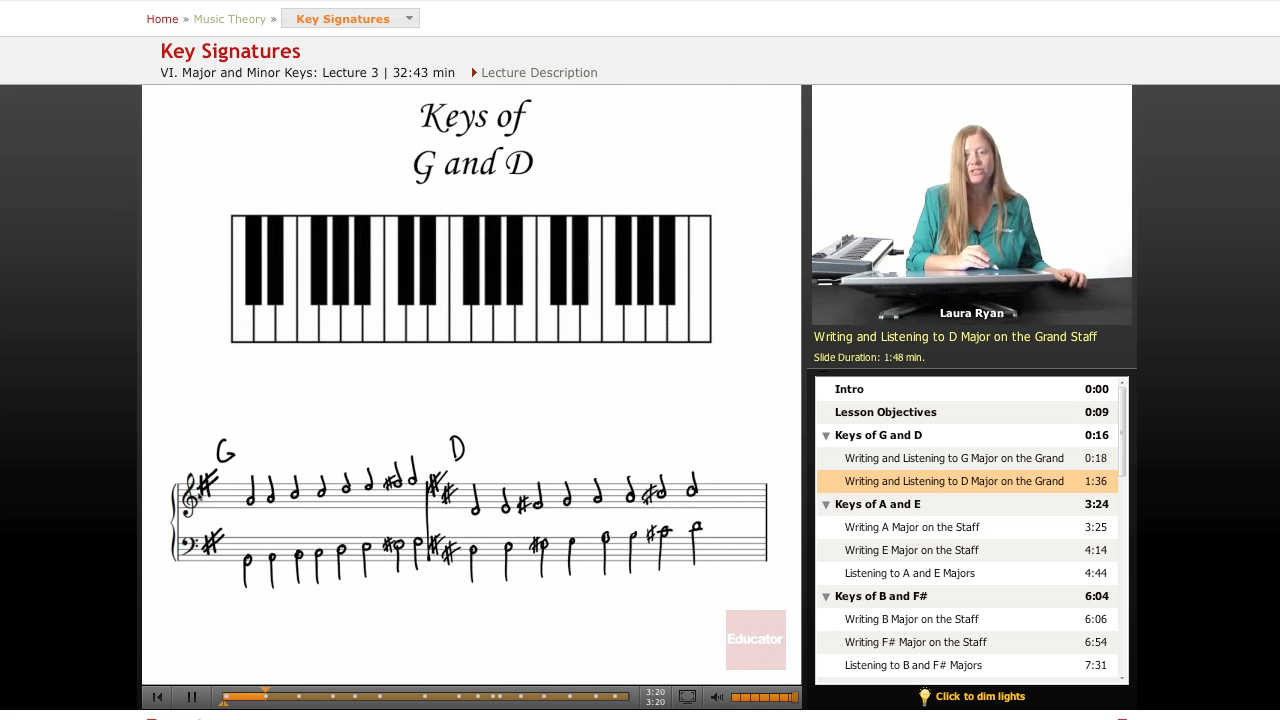 Home » Music Theory » Key Signatures
Key Signatures
VI. Major and Minor Keys: Lecture 3 | 32:43 min Lecture Description
Keys of
G and D
G D
Educator
Laura Ryan
Writing and Listening to D Major on the Grand Staff
Slide Duration: 1:48 min.
Intro 0:00
Lesson Objectives 0:09
Keys of G and D 0:16
Writing and Listening to G Major on the Grand 0:18
Writing and Listening to D Major on the Grand 1:36
Keys of A and E 3:24
Writing A Major on the Staff 3:25
Writing E Major on the Staff 4:14
Listening to A and E Majors 4:44
Keys of B and F# 6:04
Writing B Major on the Staff 6:06
Writing F# Major on the Staff 6:54
Listening to B and F# Majors 7:31
3:20
3:20
Click to dim lights